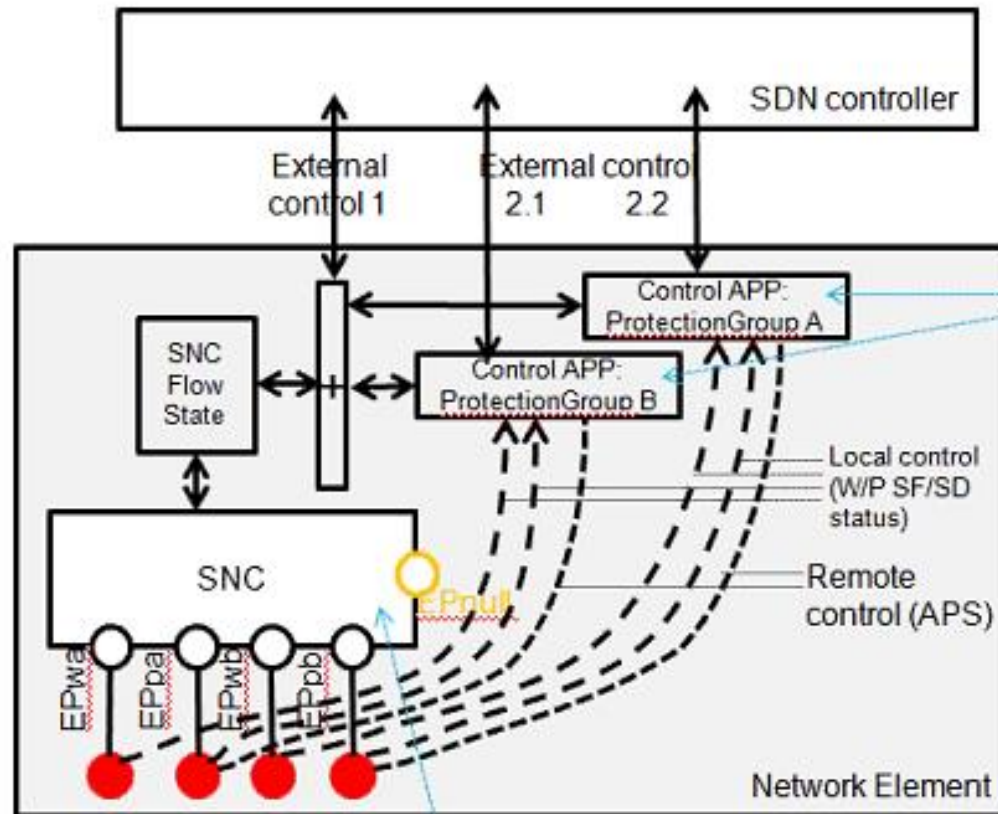 SDN controller
External
control 1
External control
2.1 2.2
Control APP:
ProtectionGroup A
SNC
Flow
State
Control APP:
ProtectionGroup B
Local control
(W/P SF/SD
status)
SNC
EPnull
Remote
control (APS)
EPwa
EPpa
EPwb
EPpb
Network Element